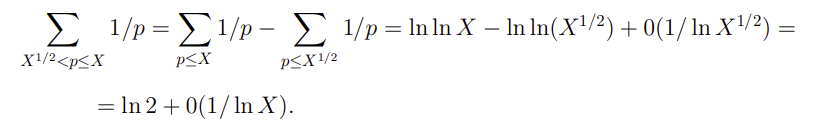 ∑_{X^{1/2}<p≤X} 1/p = ∑_{p≤X} 1/p − ∑_{p≤X^{1/2}} 1/p = ln ln X − ln ln(X^{1/2}) + 0(1/ ln X^{1/2}) =
= ln 2 + 0(1/ ln X).